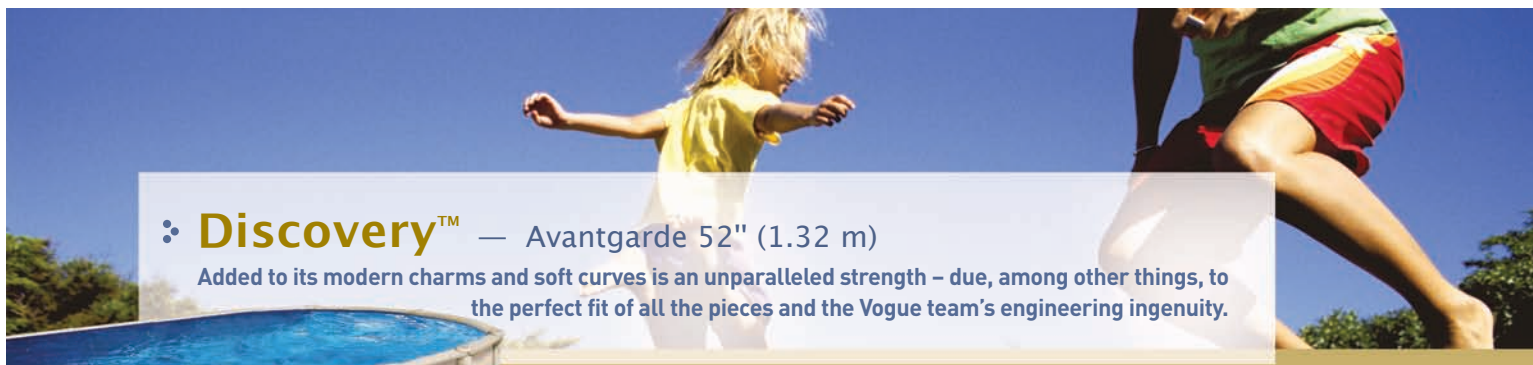 Discovery™ — Avantgarde 52" (1.32 m)
Added to its modern charms and soft curves is an unparalleled strength – due, among other things, to
the perfect fit of all the pieces and the Vogue team’s engineering ingenuity.